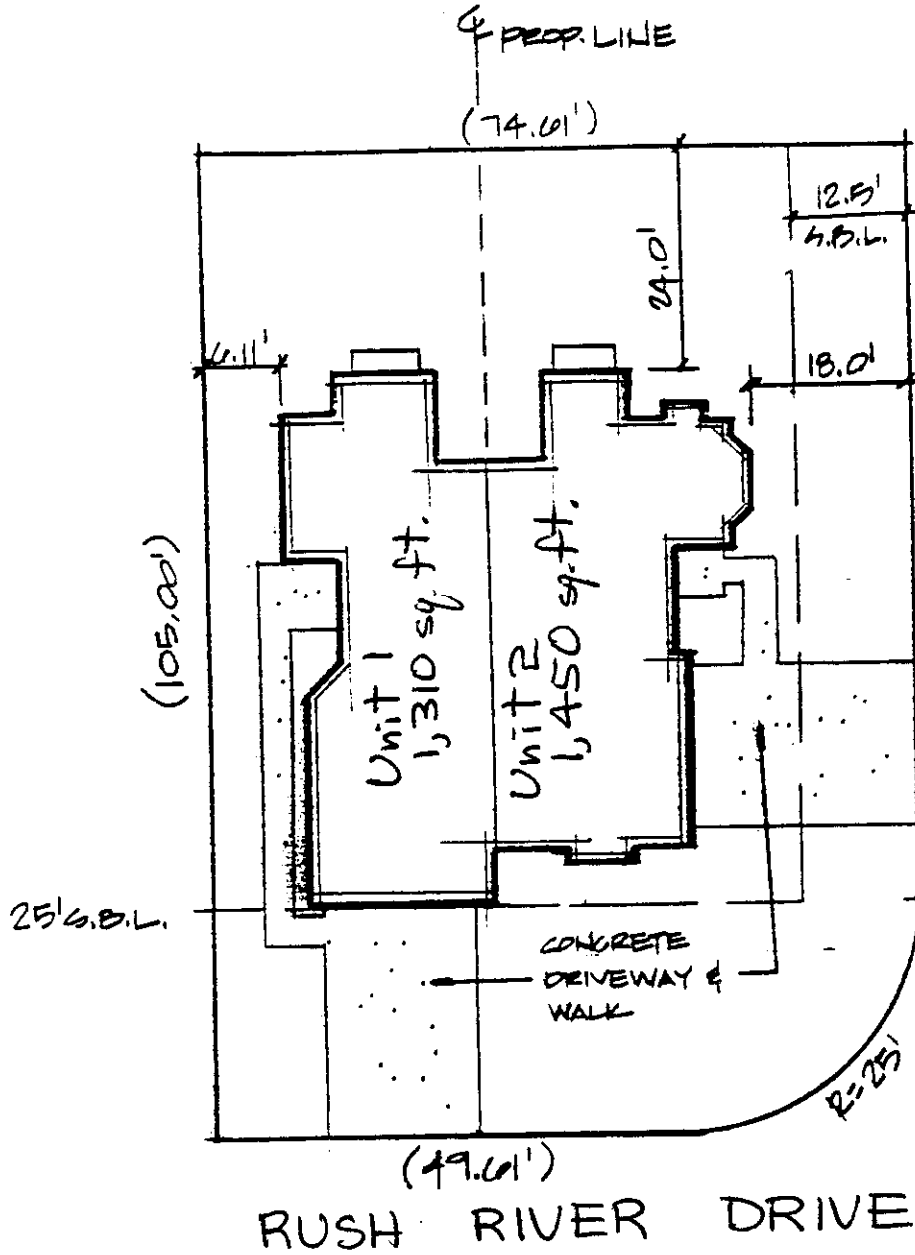 ℄ PROP. LINE
(74.61')
12.5'
S.B.L.
24.0'
6.11'
18.0'
(105.00')
Unit 1
1,310 sq. ft.
Unit 2
1,450 sq. ft.
25' S.B.L.
CONCRETE
DRIVEWAY &
WALK
R=25'
(49.61')
RUSH RIVER DRIVE